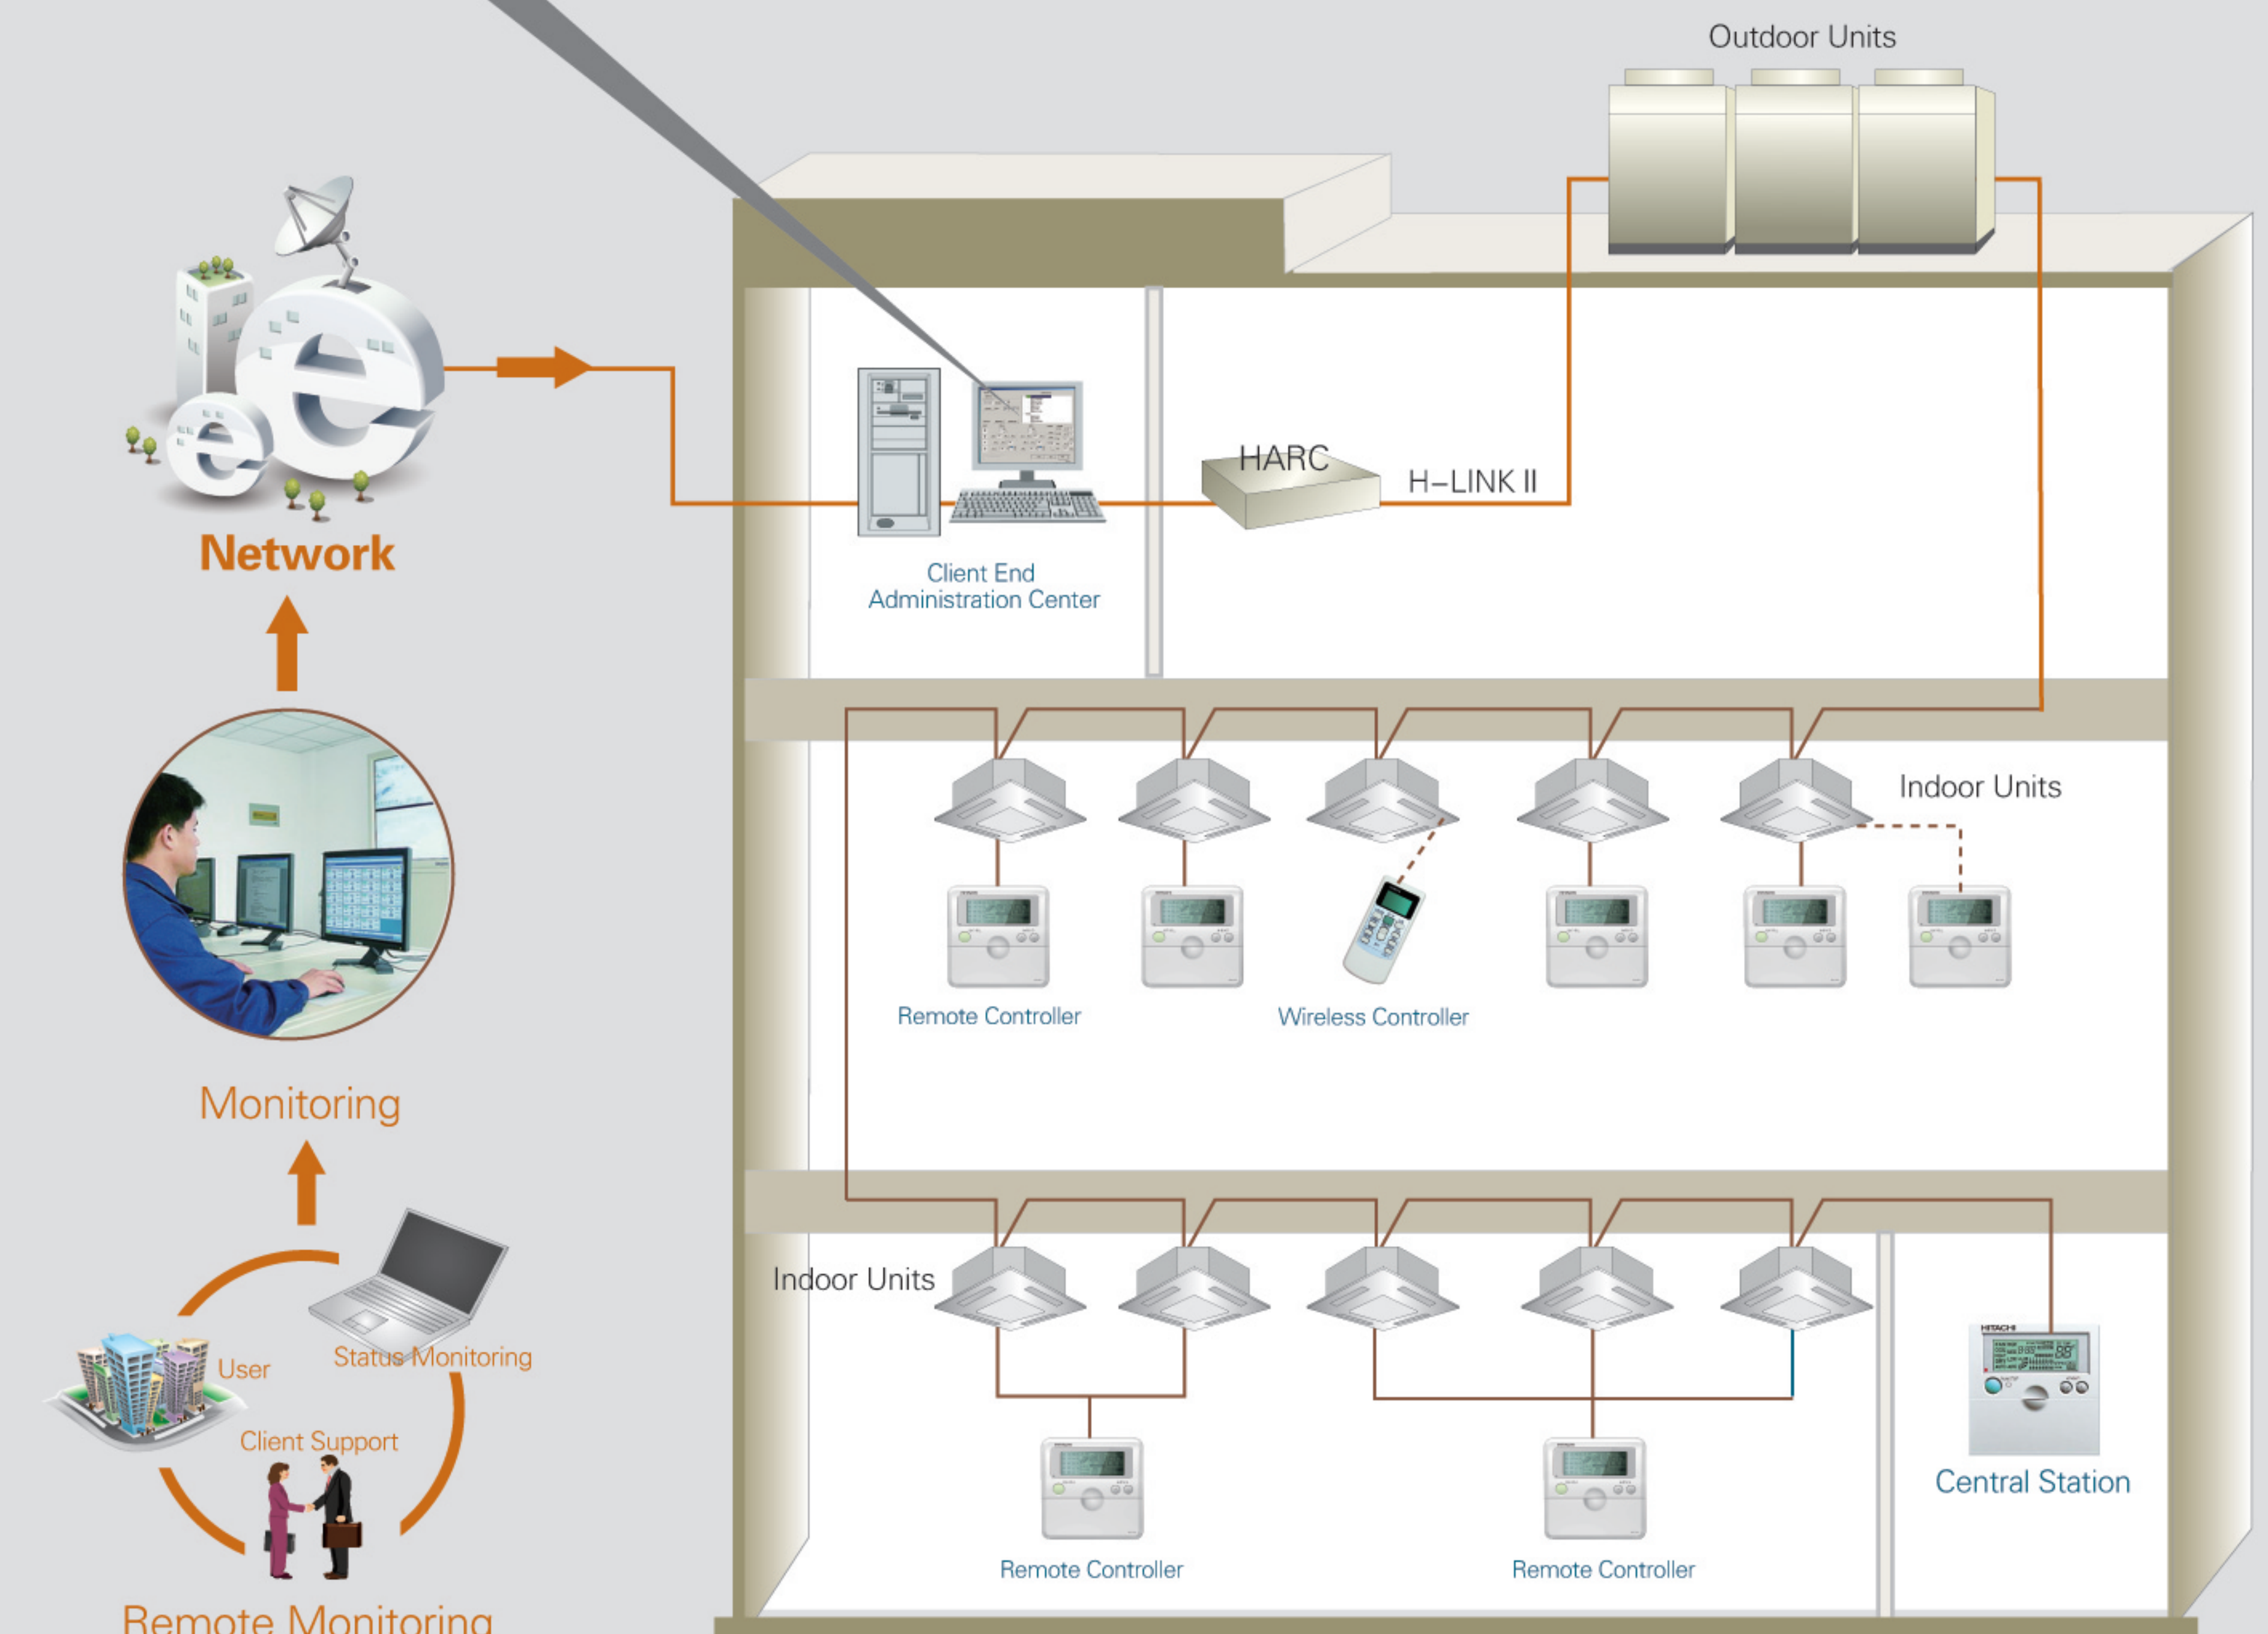 Outdoor Units
HARC
H-LINK II
Network
Client End
Administration Center
Indoor Units
Remote Controller
Wireless Controller
Monitoring
Indoor Units
User
Status Monitoring
Client Support
HITACHI
Central Station
Remote Controller
Remote Controller
Remote Monitoring